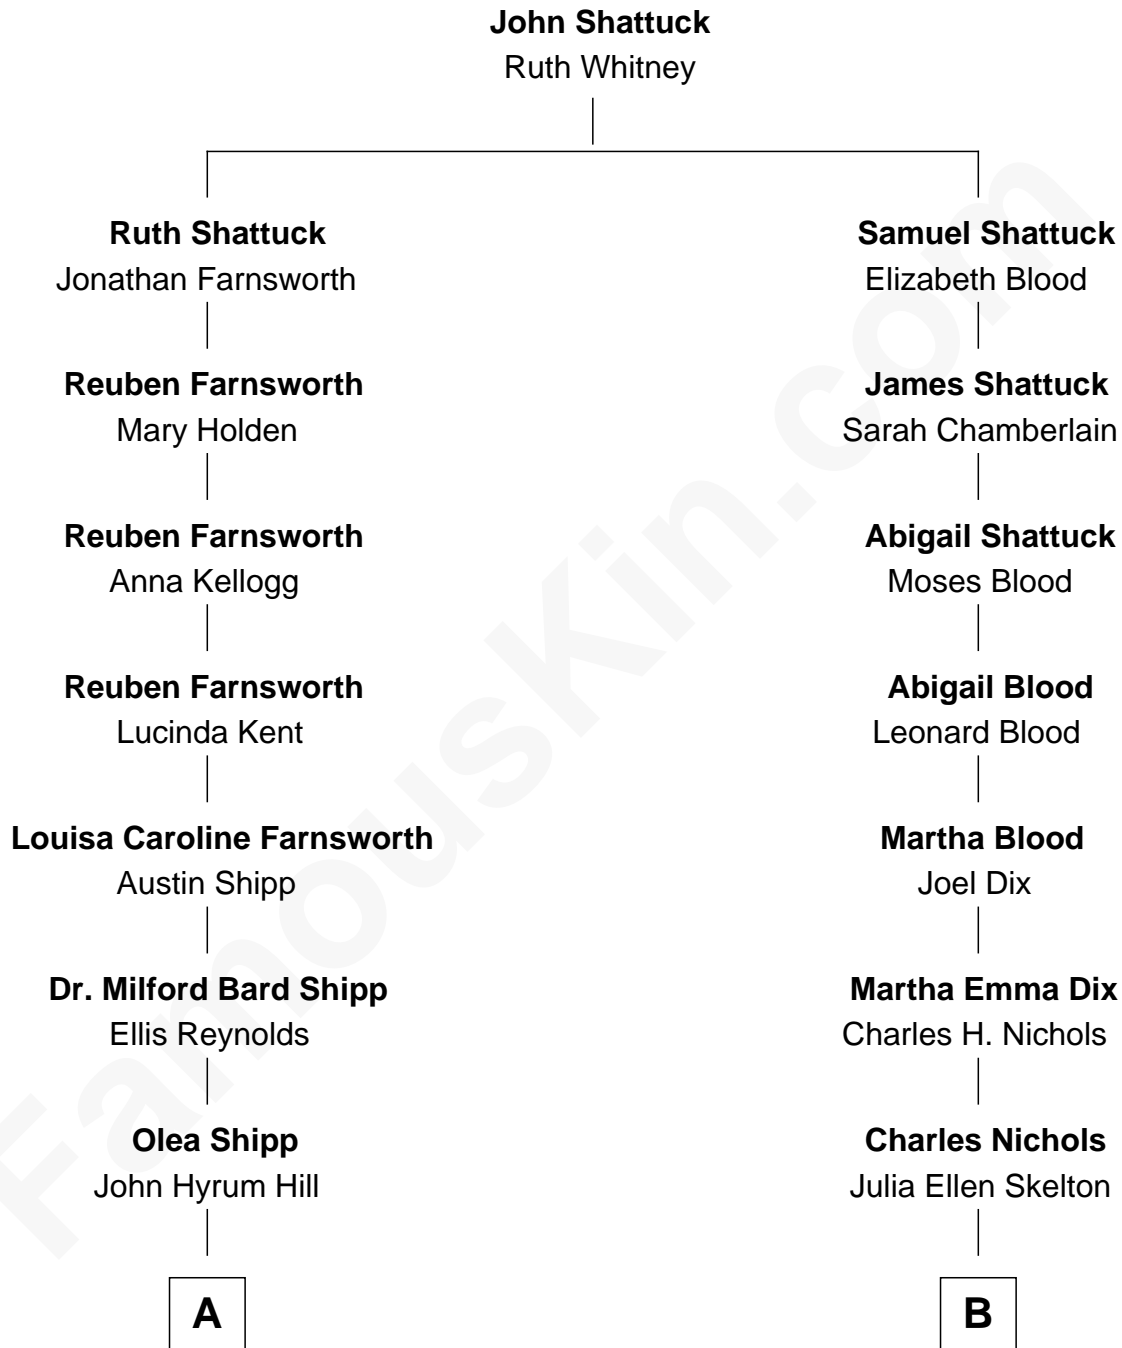 John Shattuck
Ruth Whitney
Ruth Shattuck
Jonathan Farnsworth
Reuben Farnsworth
Mary Holden
Reuben Farnsworth
Anna Kellogg
Reuben Farnsworth
Lucinda Kent
Louisa Caroline Farnsworth
Austin Shipp
Dr. Milford Bard Shipp
Ellis Reynolds
Olea Shipp
John Hyrum Hill
A
Samuel Shattuck
Elizabeth Blood
James Shattuck
Sarah Chamberlain
Abigail Shattuck
Moses Blood
Abigail Blood
Leonard Blood
Martha Blood
Joel Dix
Martha Emma Dix
Charles H. Nichols
Charles Nichols
Julia Ellen Skelton
B
FamousKin.com